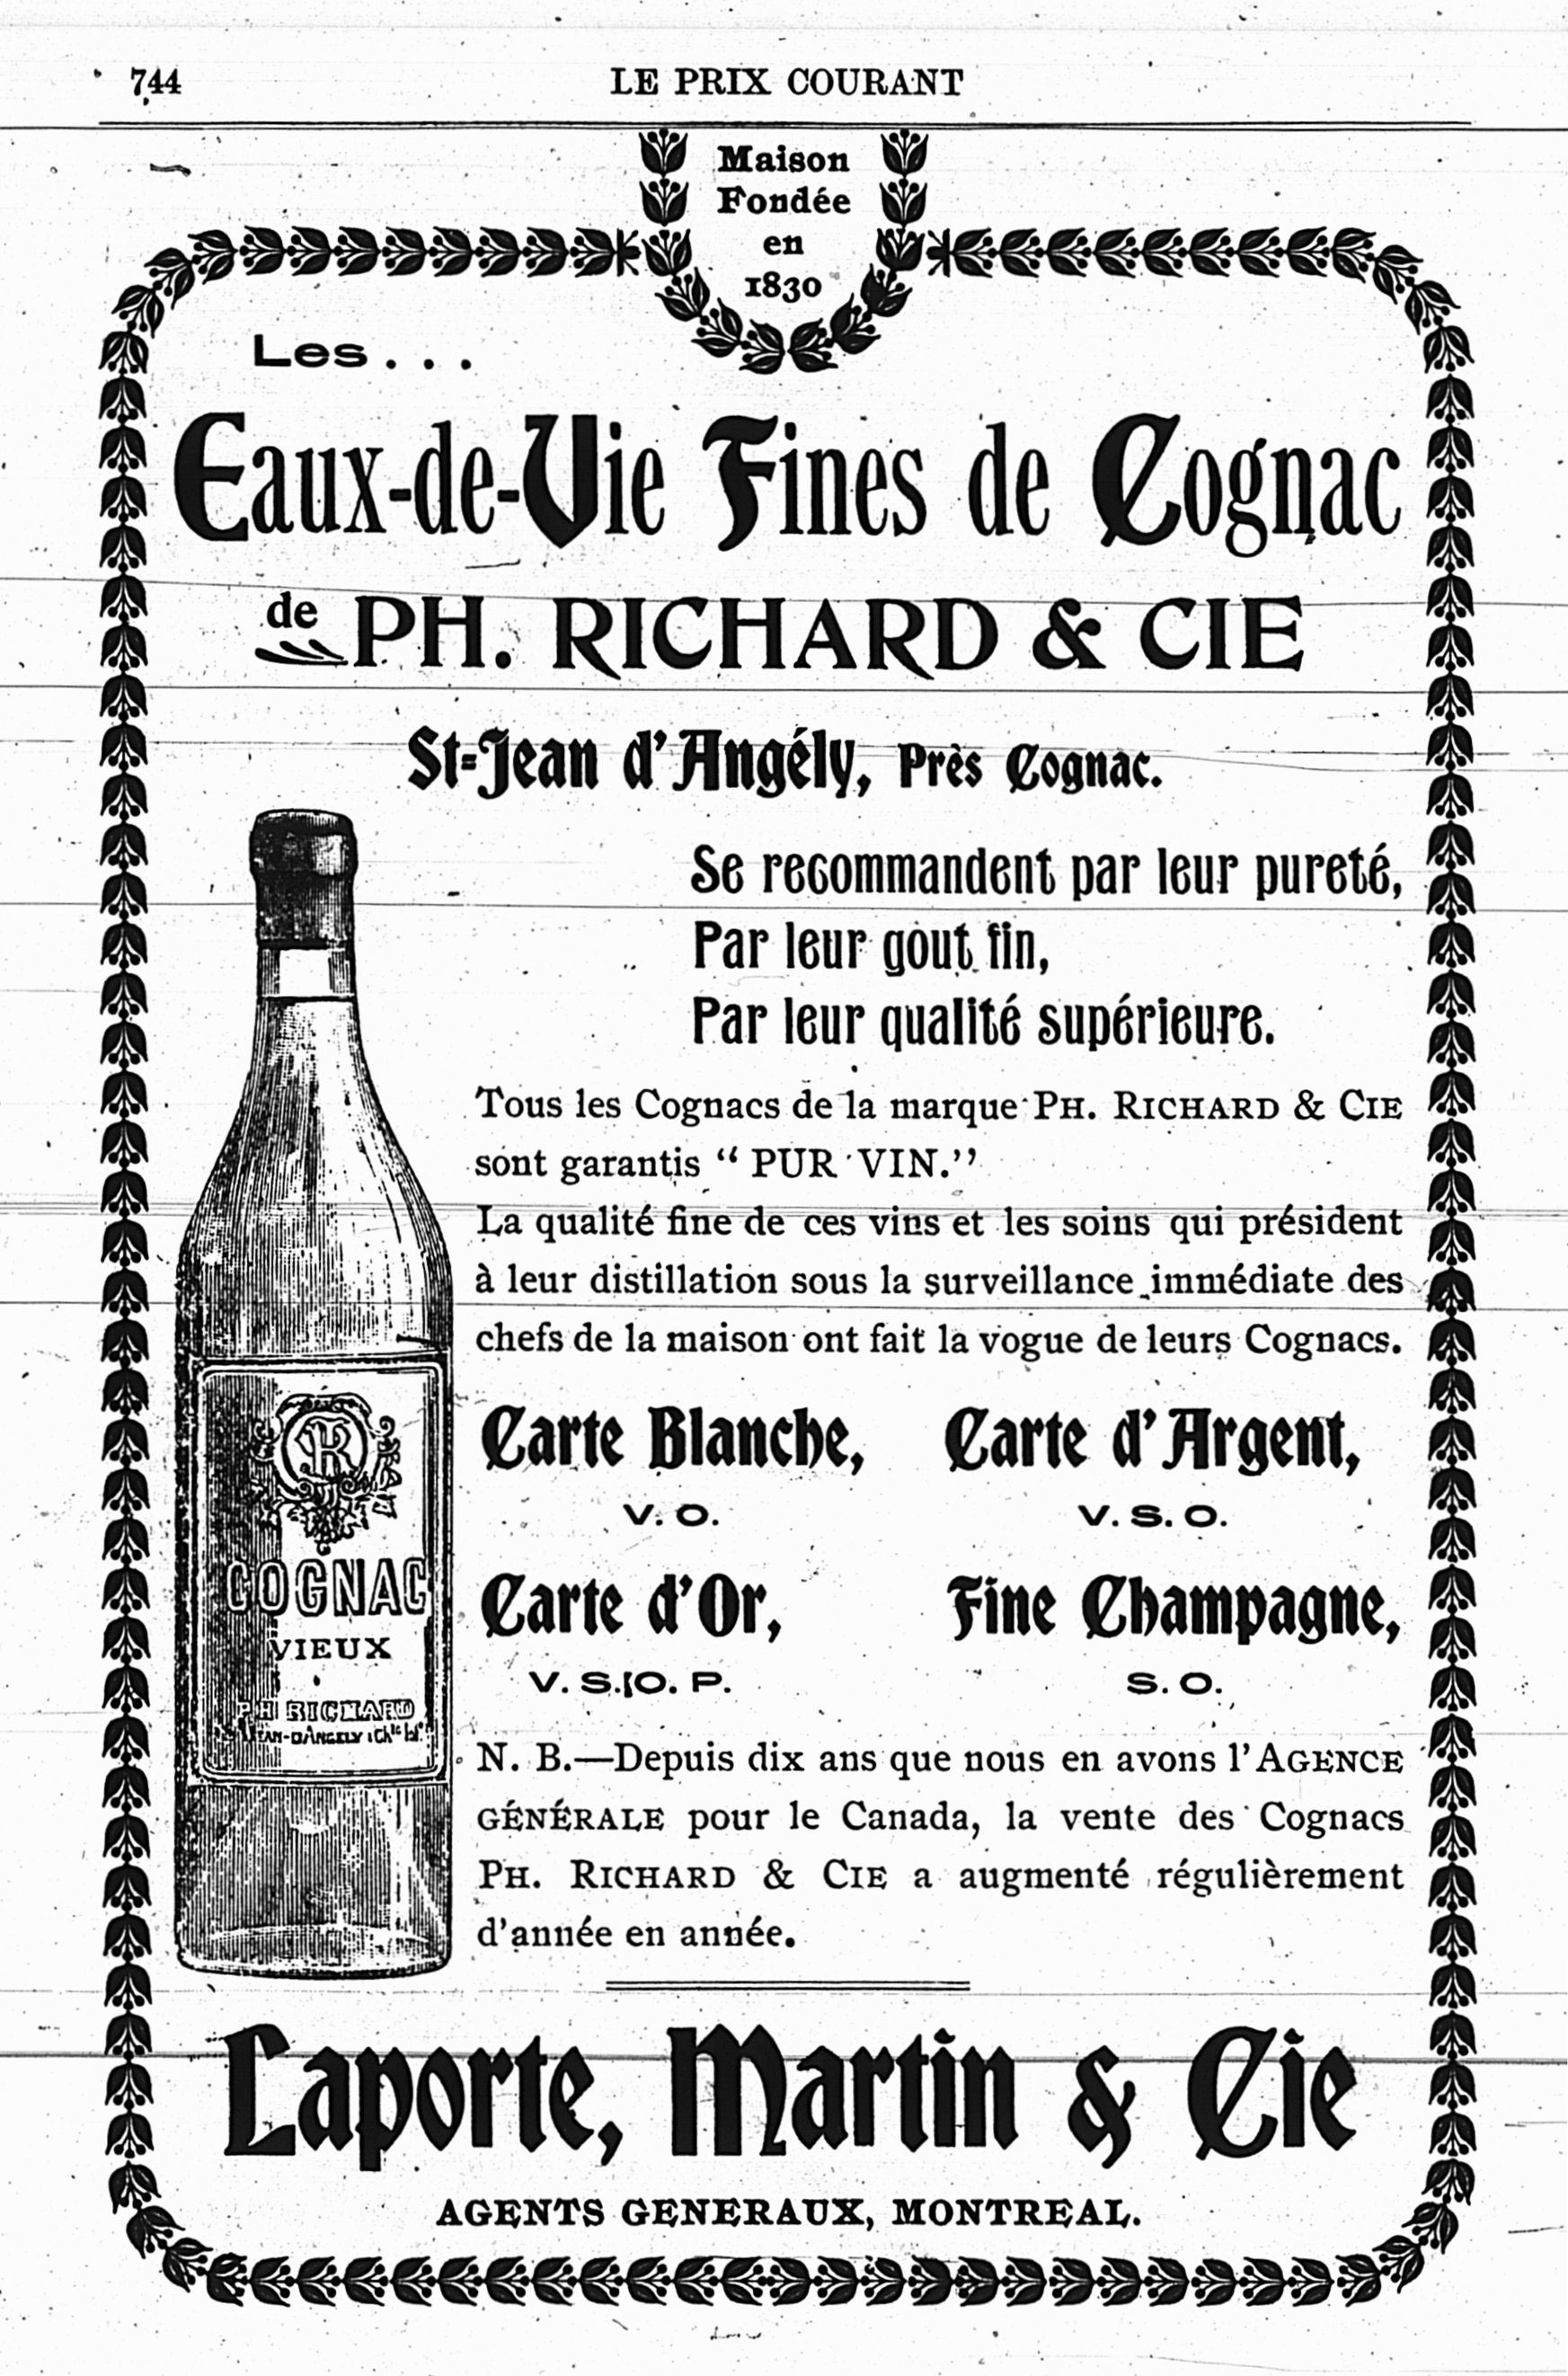 744
LE PRIX COURANT
Maison
Fondée
en
1830
Les...
Eaux-de-Vie Fines de Cognac
de PH. RICHARD & CIE
St-Jean d'Angély, Près Cognac.
Se recommandent par leur pureté,
Par leur gout fin,
Par leur qualité supérieure.
Tous les Cognacs de la marque PH. RICHARD & CIE
sont garantis “ PUR VIN.”
La qualité fine de ces vins et les soins qui président
à leur distillation sous la surveillance immédiate des
chefs de la maison ont fait la vogue de leurs Cognacs.
Carte Blanche, Carte d'Argent,
V. O. V. S. O.
Carte d'Or, Fine Champagne,
V. S. O. P. S. O.
COGNAC
VIEUX
PH RICHARD
JEAN-D'ANGELY
N. B.—Depuis dix ans que nous en avons l'AGENCE
GÉNÉRALE pour le Canada, la vente des Cognacs
PH. RICHARD & CIE a augmenté régulièrement
d'année en année.
Laporte, Martin & Cie
AGENTS GENERAUX, MONTREAL.